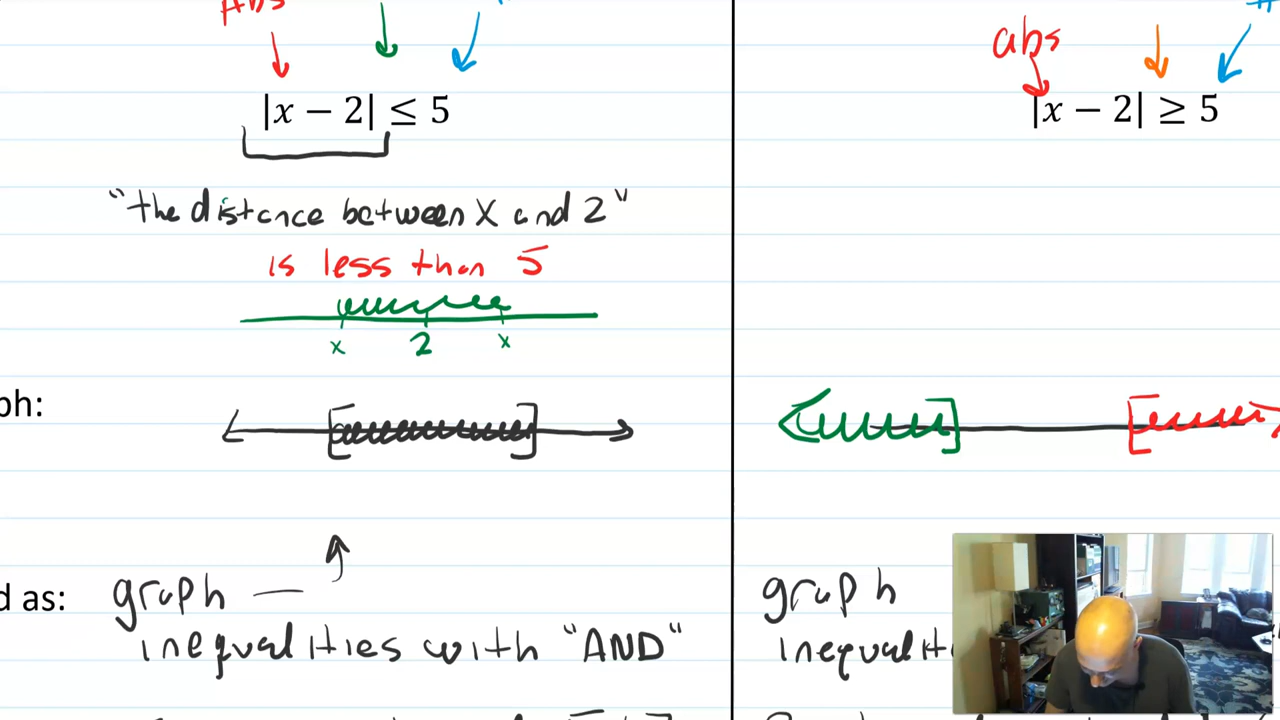 Abs
|x − 2| ≤ 5
"the distance between x and 2"
is less than 5
x 2 x
ph:
d as:
graph —
inequalities with "AND"
abs
|x − 2| ≥ 5
graph